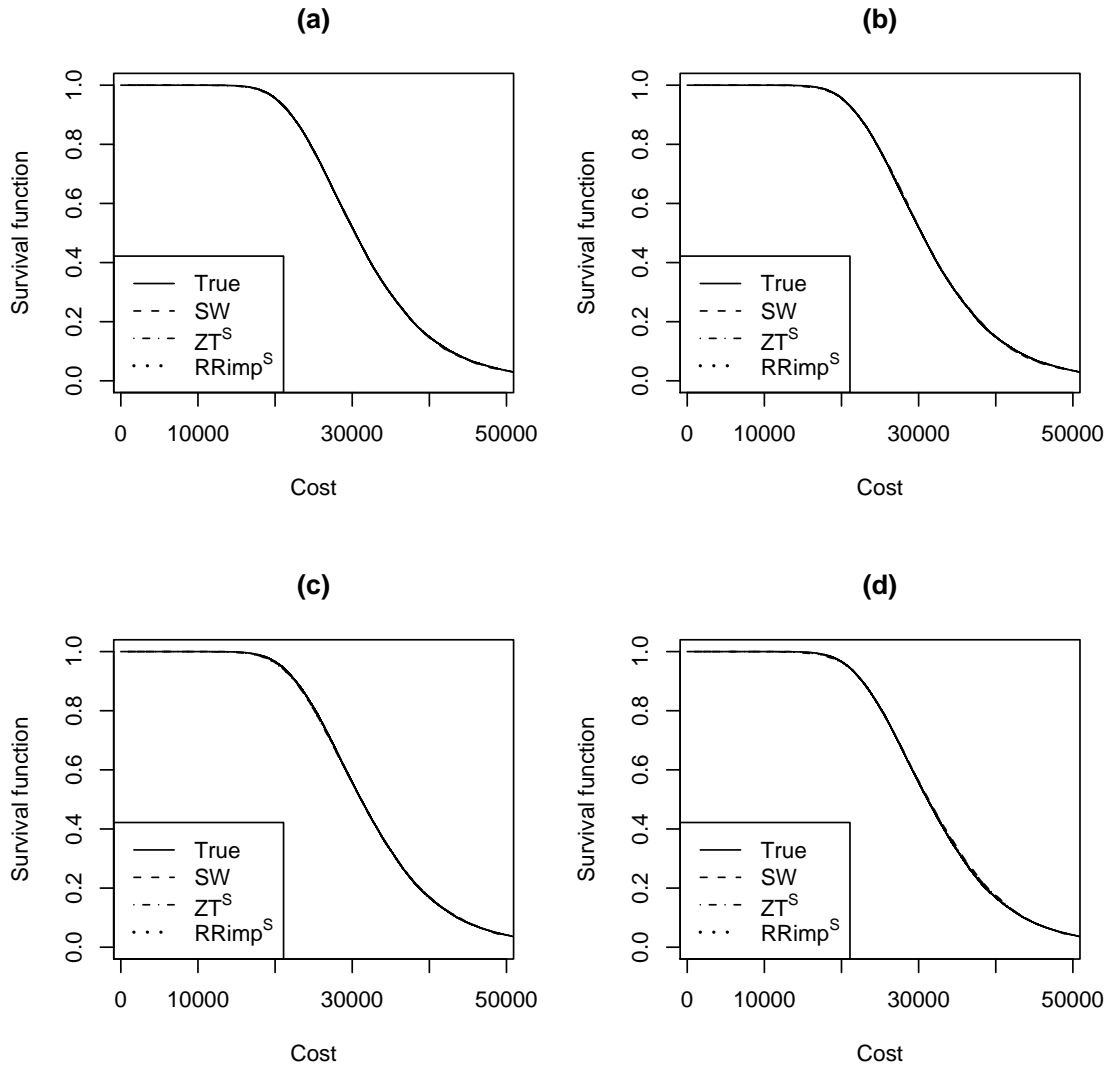 (a)
Survival function
1.0
0.8
0.6
0.4
0.2
0.0
True
SW
ZT^S
RRimp^S
0 10000 30000 50000
Cost
(b)
Survival function
1.0
0.8
0.6
0.4
0.2
0.0
True
SW
ZT^S
RRimp^S
0 10000 30000 50000
Cost
(c)
Survival function
1.0
0.8
0.6
0.4
0.2
0.0
True
SW
ZT^S
RRimp^S
0 10000 30000 50000
Cost
(d)
Survival function
1.0
0.8
0.6
0.4
0.2
0.0
True
SW
ZT^S
RRimp^S
0 10000 30000 50000
Cost